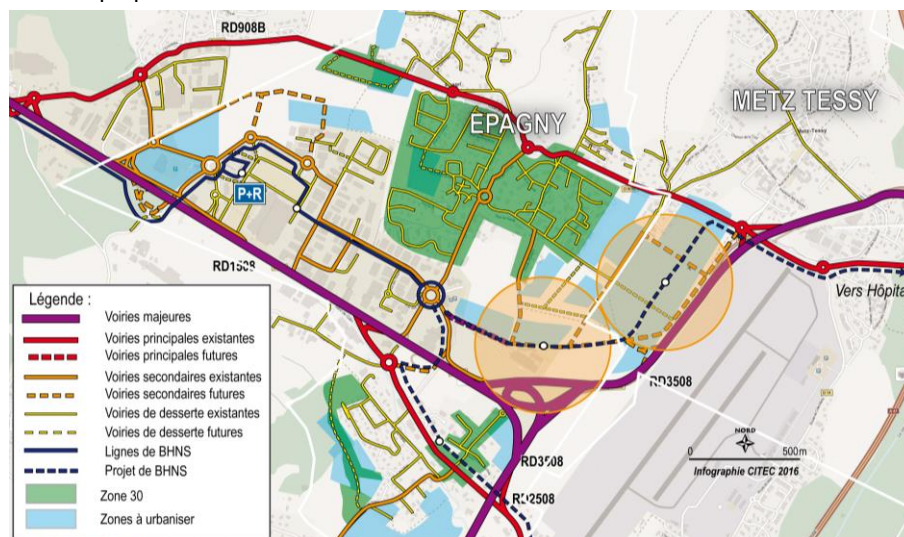 RD908B
EPAGNY
METZ TESSY
P+R
RD1508
Vers Hôpita
Légende :
Voiries majeures
Voiries principales existantes
Voiries principales futures
Voiries secondaires existantes
Voiries secondaires futures
Voiries de desserte existantes
Voiries de desserte futures
Lignes de BHNS
Projet de BHNS
Zone 30
Zones à urbaniser
RD3508
NORD
0 500m
Infographie CITEC 2016
RD3508
RD2508